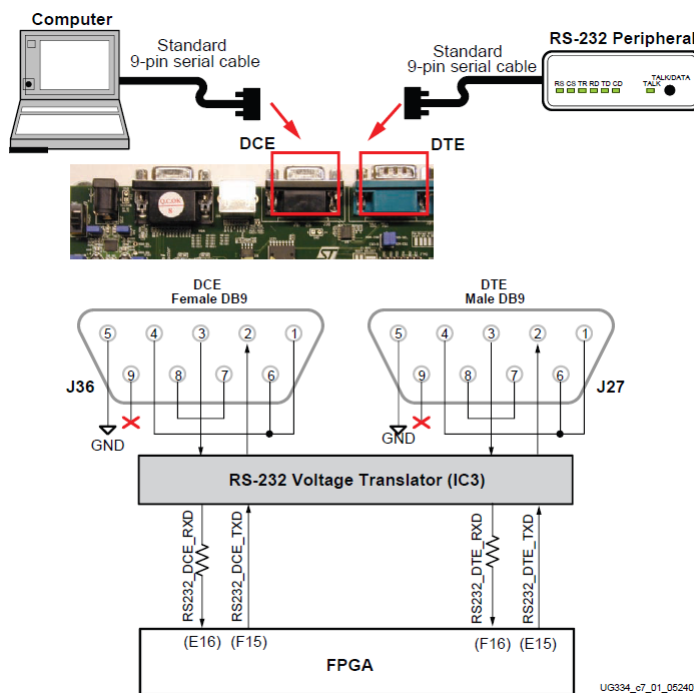 Computer
Standard
9-pin serial cable
Standard
9-pin serial cable
RS-232 Peripheral
RS CS TR RD TD CD
TALK/DATA
TALK
DCE
DTE
DCE
Female DB9
DTE
Male DB9
5 4 3 2 1
9 8 7 6
J36
GND
5 4 3 2 1
9 8 7 6
J27
GND
RS-232 Voltage Translator (IC3)
RS232_DCE_RXD
RS232_DCE_TXD
RS232_DTE_RXD
RS232_DTE_TXD
(E16) (F15)
(F16) (E15)
FPGA
UG334_c7_01_05240